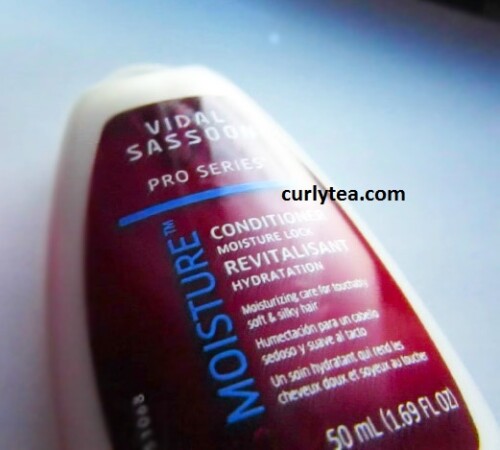 VIDAL
SASSOON
PRO SERIES
curlytea.com
MOISTURE™
CONDITIONER
MOISTURE LOCK
REVITALISANT
HYDRATATION
Moisturizing care for touchably
soft & silky hair
Humectación para un cabello
sedoso y suave al tacto
Un soin hydratant qui rend les
cheveux doux et soyeux au toucher
50 mL (1.69 FL OZ)